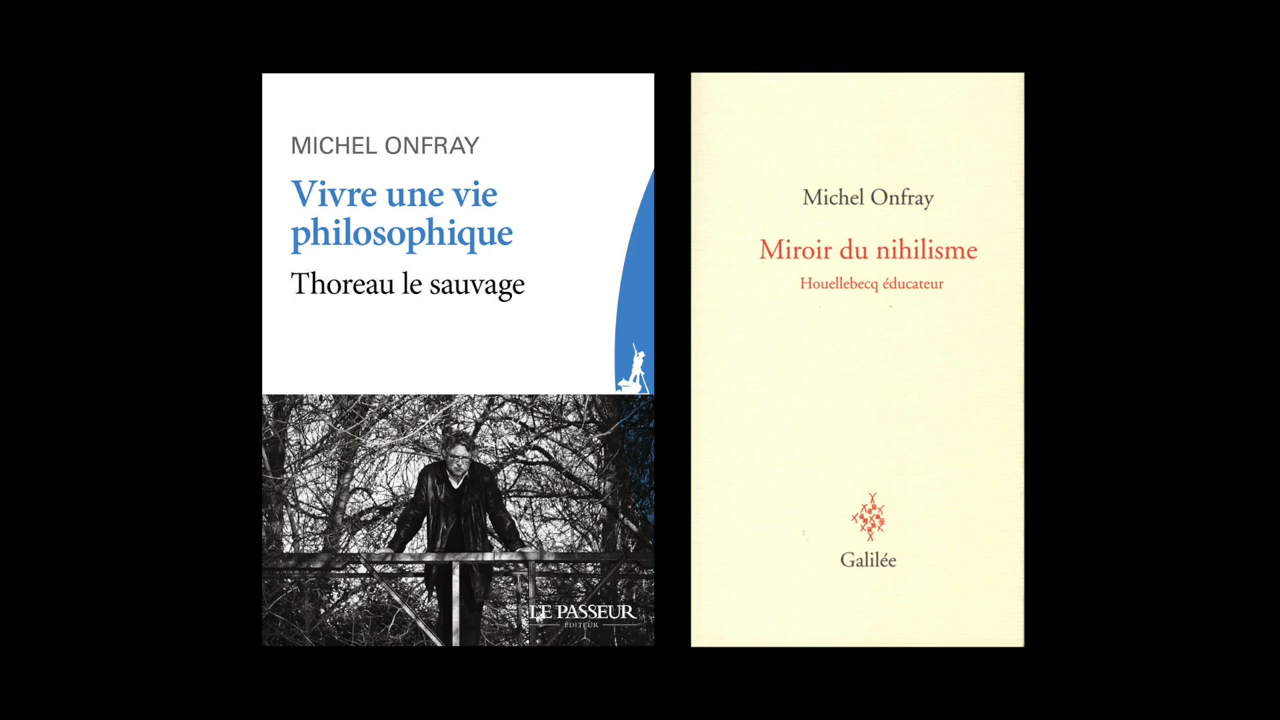 MICHEL ONFRAY
Vivre une vie
philosophique
Thoreau le sauvage
LE PASSEUR
ÉDITEUR
Michel Onfray
Miroir du nihilisme
Houellebecq éducateur
Galilée